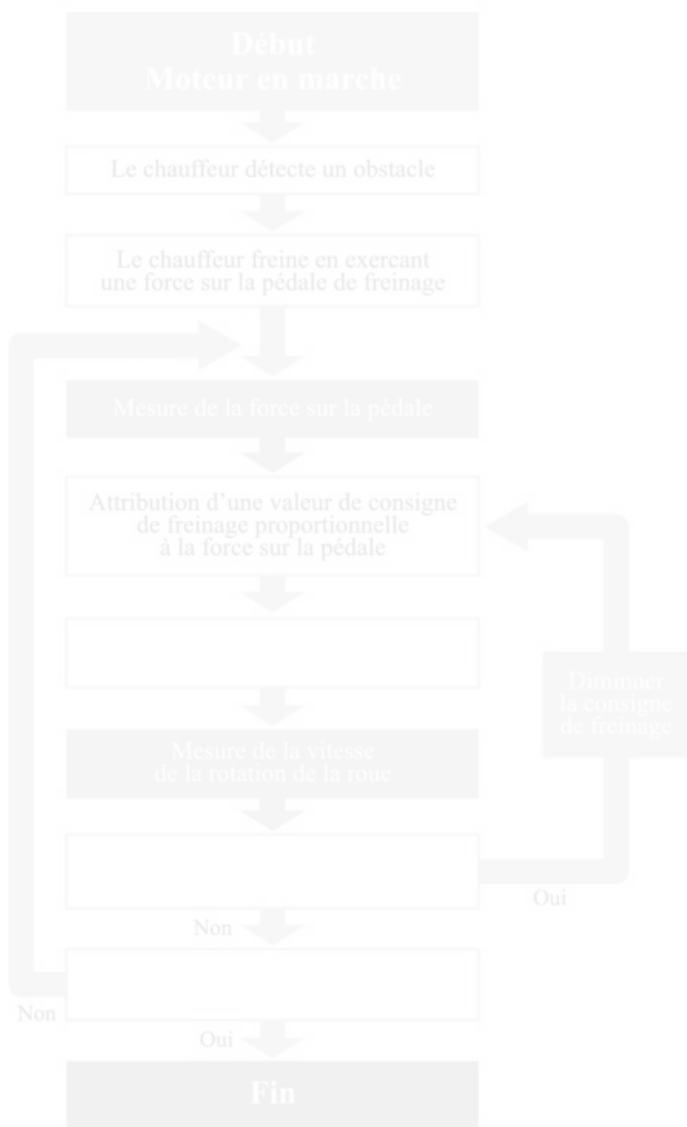 Début
Moteur en marche
Le chauffeur détecte un obstacle
Le chauffeur freine en exercant
une force sur la pédale de freinage
Mesure de la force sur la pédale
Attribution d'une valeur de consigne
de freinage proportionnelle
à la force sur la pédale
Diminuer
la consigne
de freinage
Mesure de la vitesse
de la rotation de la roue
Oui
Non
Non
Oui
Fin